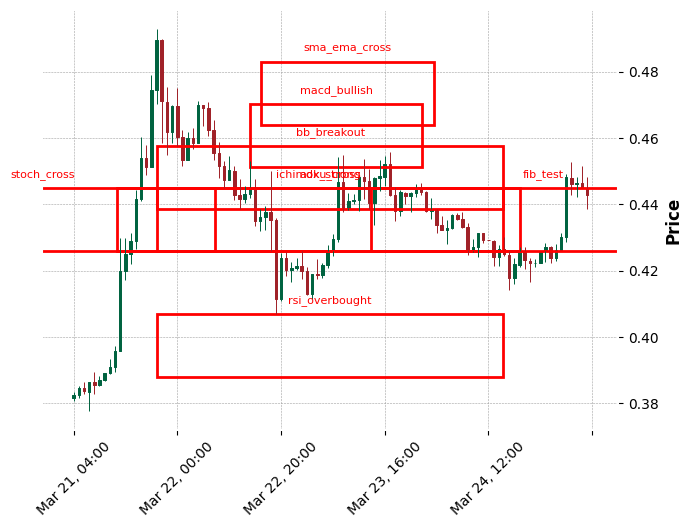 sma_ema_cross
macd_bullish
bb_breakout
stoch_cross
fib_test
rsi_overbought
0.48
0.46
0.44
0.42
0.40
0.38
Price
Mar 21, 04:00
Mar 22, 00:00
Mar 22, 20:00
Mar 23, 16:00
Mar 24, 12:00